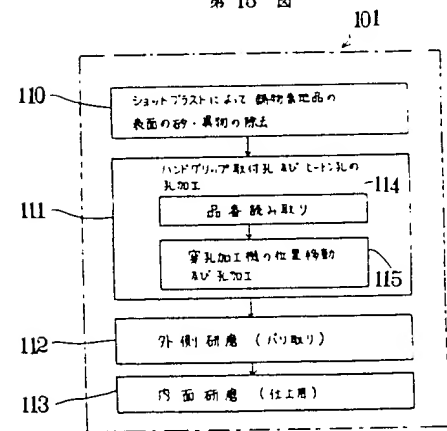 第 15 図
101
110
ショットブラストによって鋳物素地品の
表面の砂・異物の除去
ハンドグリップ取付孔及びヒートン孔の
孔加工
114
111
品番読み取り
穿孔加工機の位置移動
及び孔加工
115
112
外側研磨(バリ取り)
113
内面研磨(仕上用)